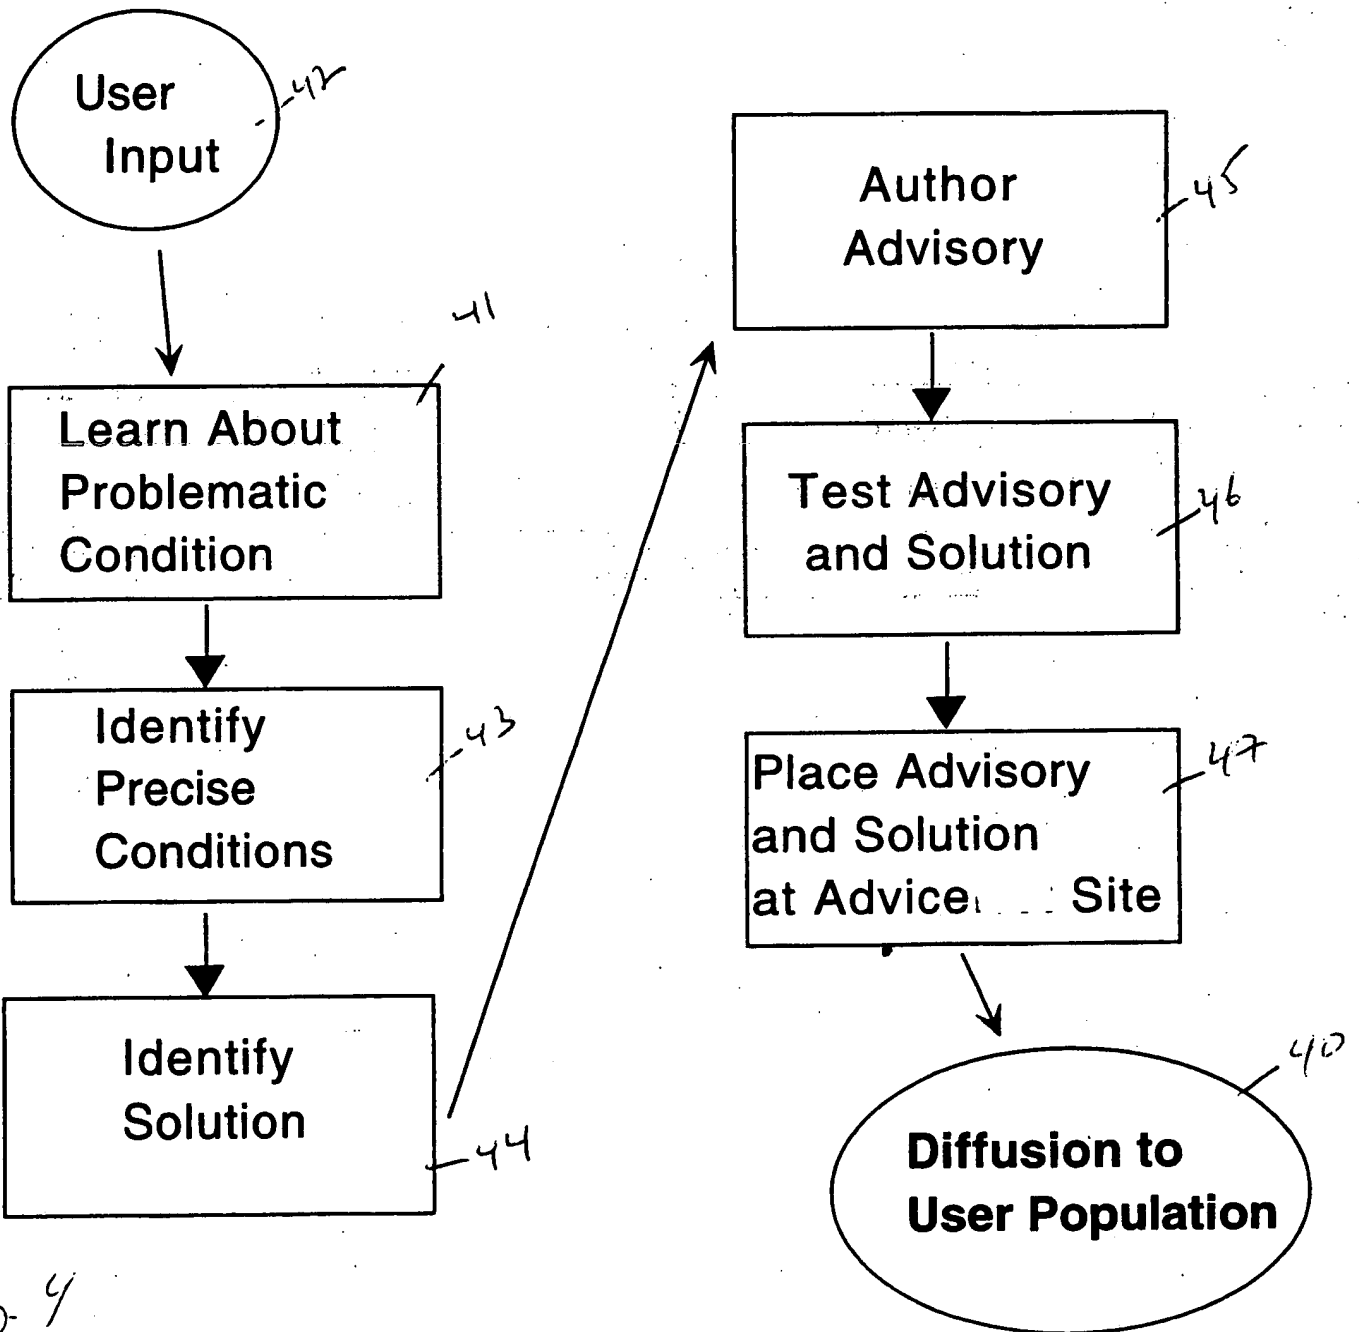 User
Input
42
41
Learn About
Problematic
Condition
Identify
Precise
Conditions
43
Identify
Solution
44
Author
Advisory
45
Test Advisory
and Solution
46
Place Advisory
and Solution
at Advice Site
47
Diffusion to
User Population
40
4